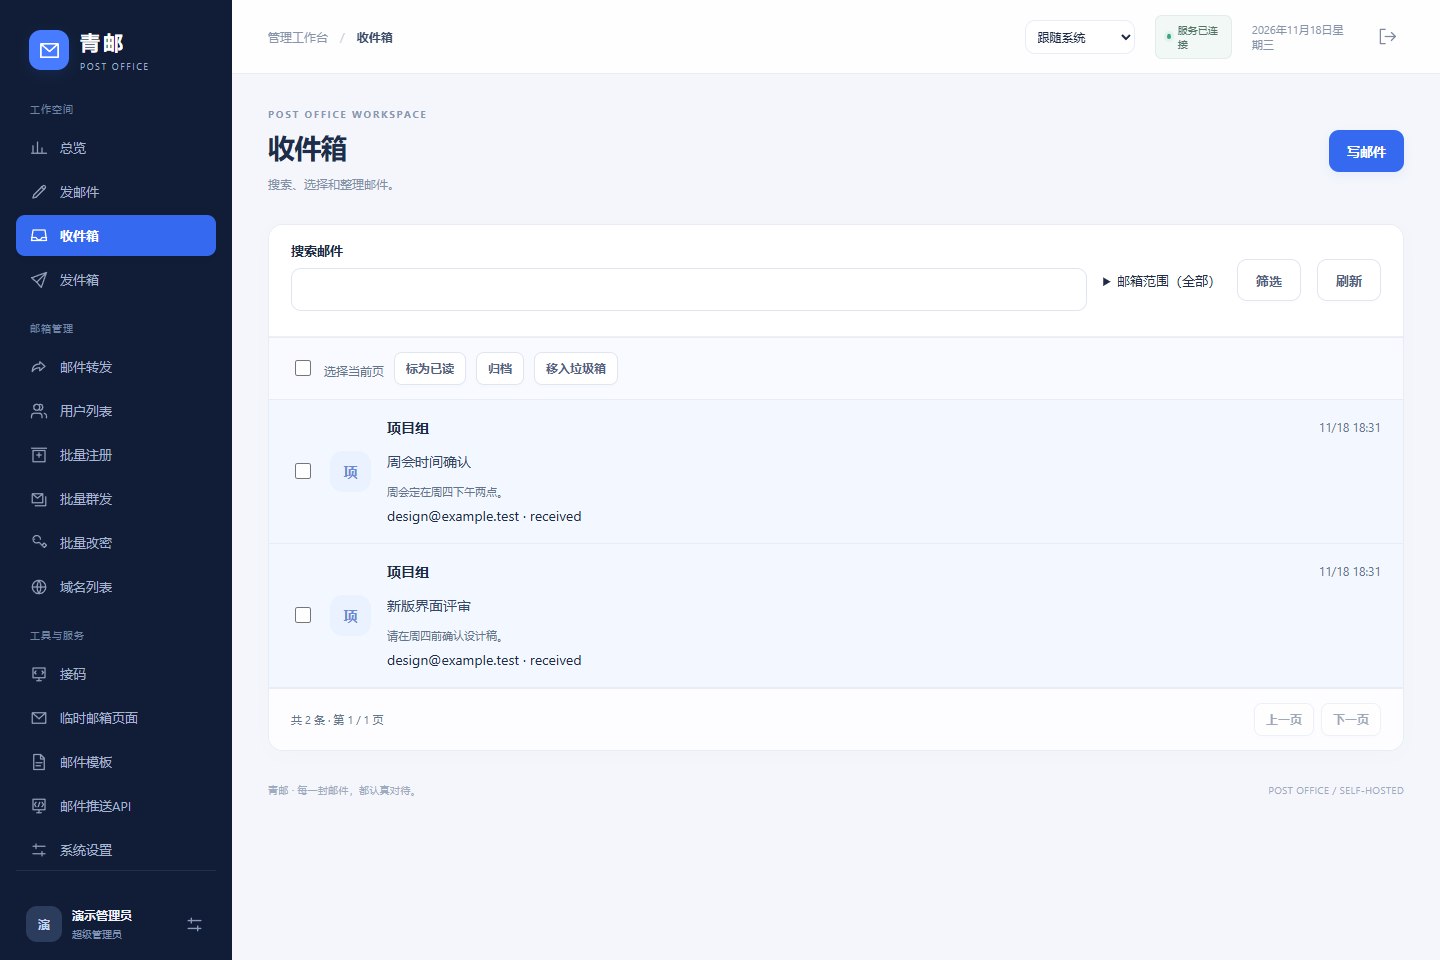 青邮
POST OFFICE
工作空间
总览
发邮件
收件箱
发件箱
邮箱管理
邮件转发
用户列表
批量注册
批量群发
批量改密
域名列表
工具与服务
接码
临时邮箱页面
邮件模板
邮件推送API
系统设置
演
演示管理员
超级管理员
管理工作台 / 收件箱
跟随系统
服务已连
接
2026年11月18日星
期三
POST OFFICE WORKSPACE
收件箱
搜索、选择和整理邮件。
写邮件
搜索邮件
邮箱范围（全部）
筛选
刷新
选择当前页
标为已读
归档
移入垃圾箱
项
项目组
11/18 18:31
周会时间确认
周会定在周四下午两点。
design@example.test · received
项
项目组
11/18 18:31
新版界面评审
请在周四前确认设计稿。
design@example.test · received
共 2 条 · 第 1 / 1 页
上一页
下一页
青邮 · 每一封邮件，都认真对待。
POST OFFICE / SELF-HOSTED